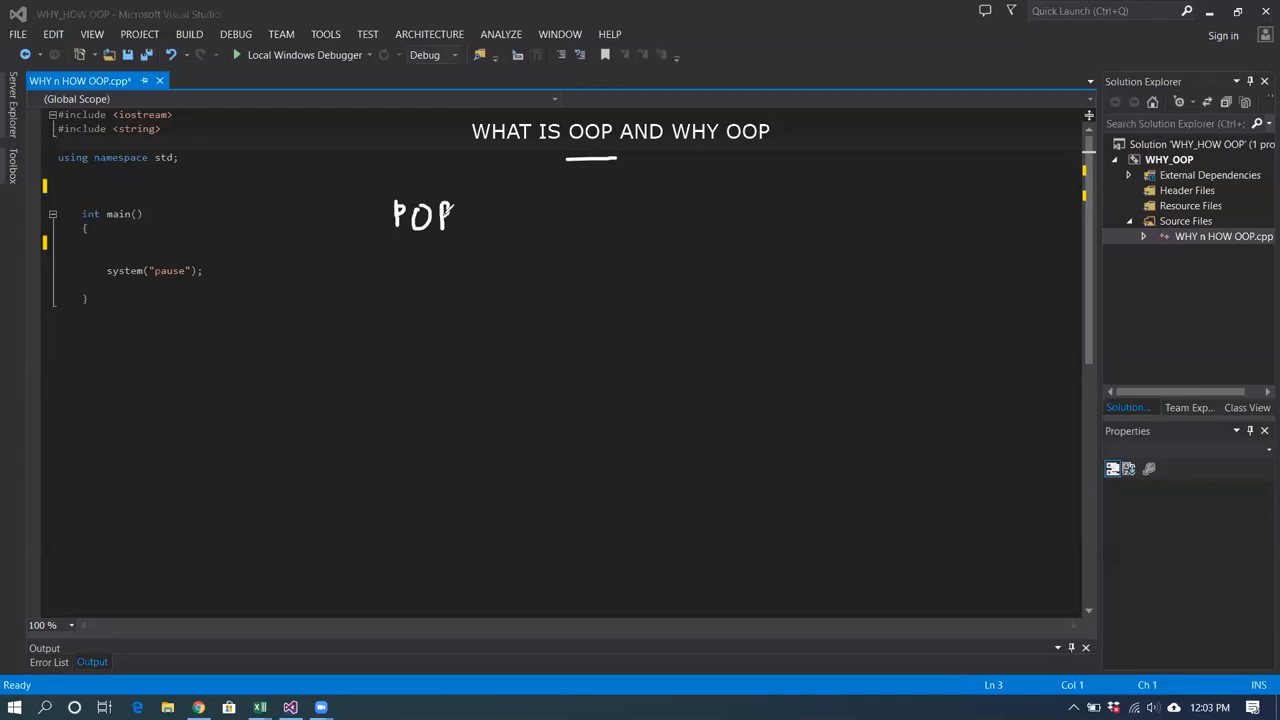 WHY_HOW OOP - Microsoft Visual Studio
Quick Launch (Ctrl+Q)
FILE EDIT VIEW PROJECT BUILD DEBUG TEAM TOOLS TEST ARCHITECTURE ANALYZE WINDOW HELP
Sign in
Local Windows Debugger Debug
Server Explorer
Toolbox
WHY n HOW OOP.cpp*
(Global Scope)
#include <iostream>
#include <string>
using namespace std;
int main()
{
system("pause");
}
WHAT IS OOP AND WHY OOP
POP
Solution Explorer
Search Solution Explorer (Ctrl+;
Solution 'WHY_HOW OOP' (1 pro
WHY_OOP
External Dependencies
Header Files
Resource Files
Source Files
WHY n HOW OOP.cpp
Solution... Team Exp... Class View
Properties
100 %
Output
Error List Output
Ready Ln 3 Col 1 Ch 1 INS
12:03 PM